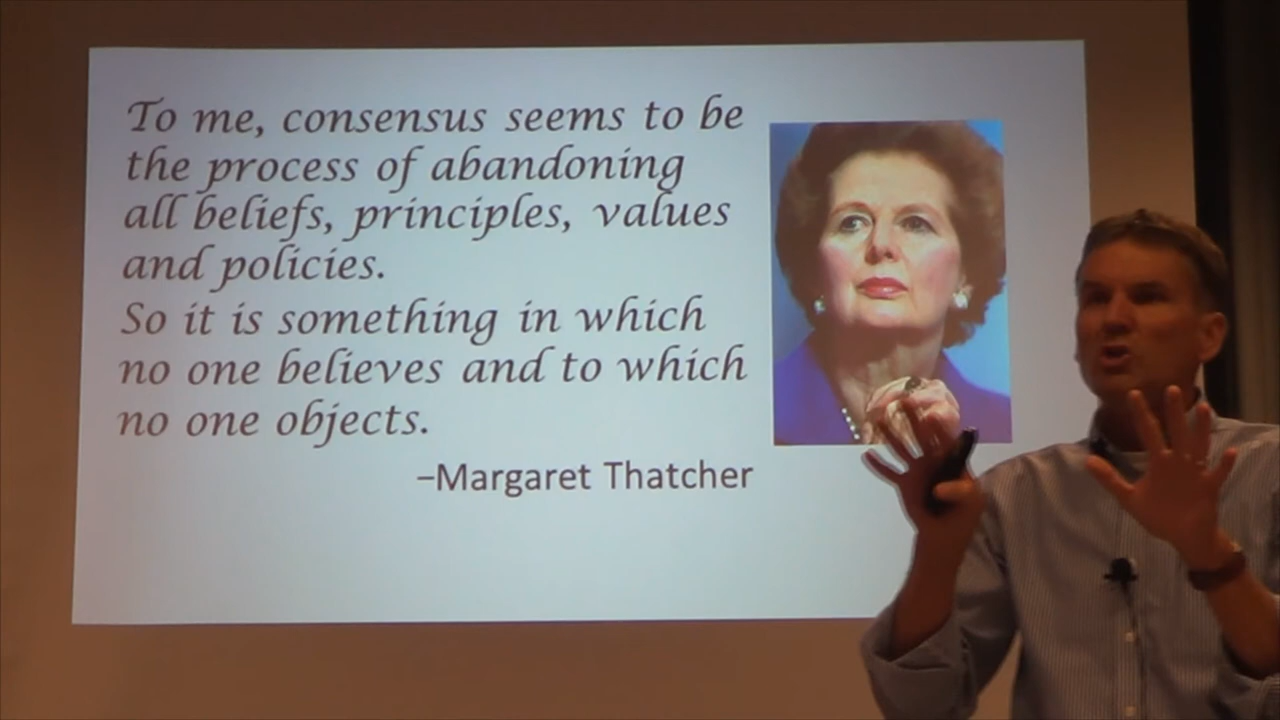 To me, consensus seems to be
the process of abandoning
all beliefs, principles, values
and policies.
So it is something in which
no one believes and to which
no one objects.
–Margaret Thatcher